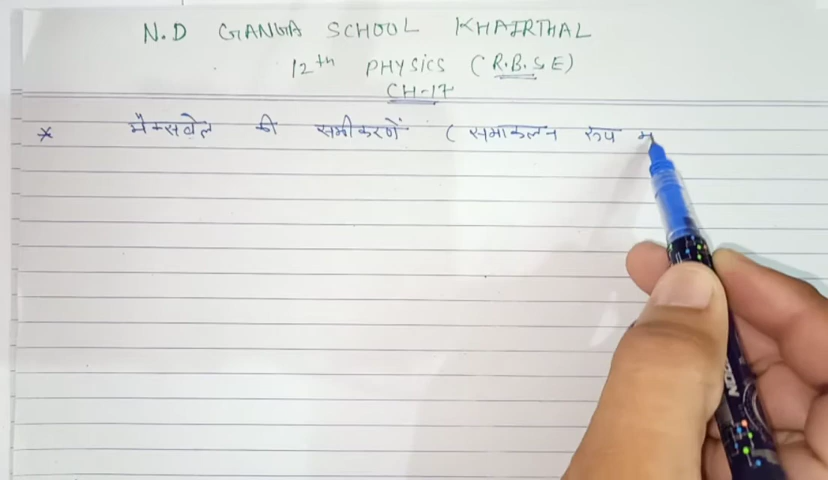 N.D GANGA SCHOOL KHAIRTHAL
12th PHYSICS (R.B.S.E)
CH-17
* मैक्सवेल की समीकरणें ( समाकलन रूप म